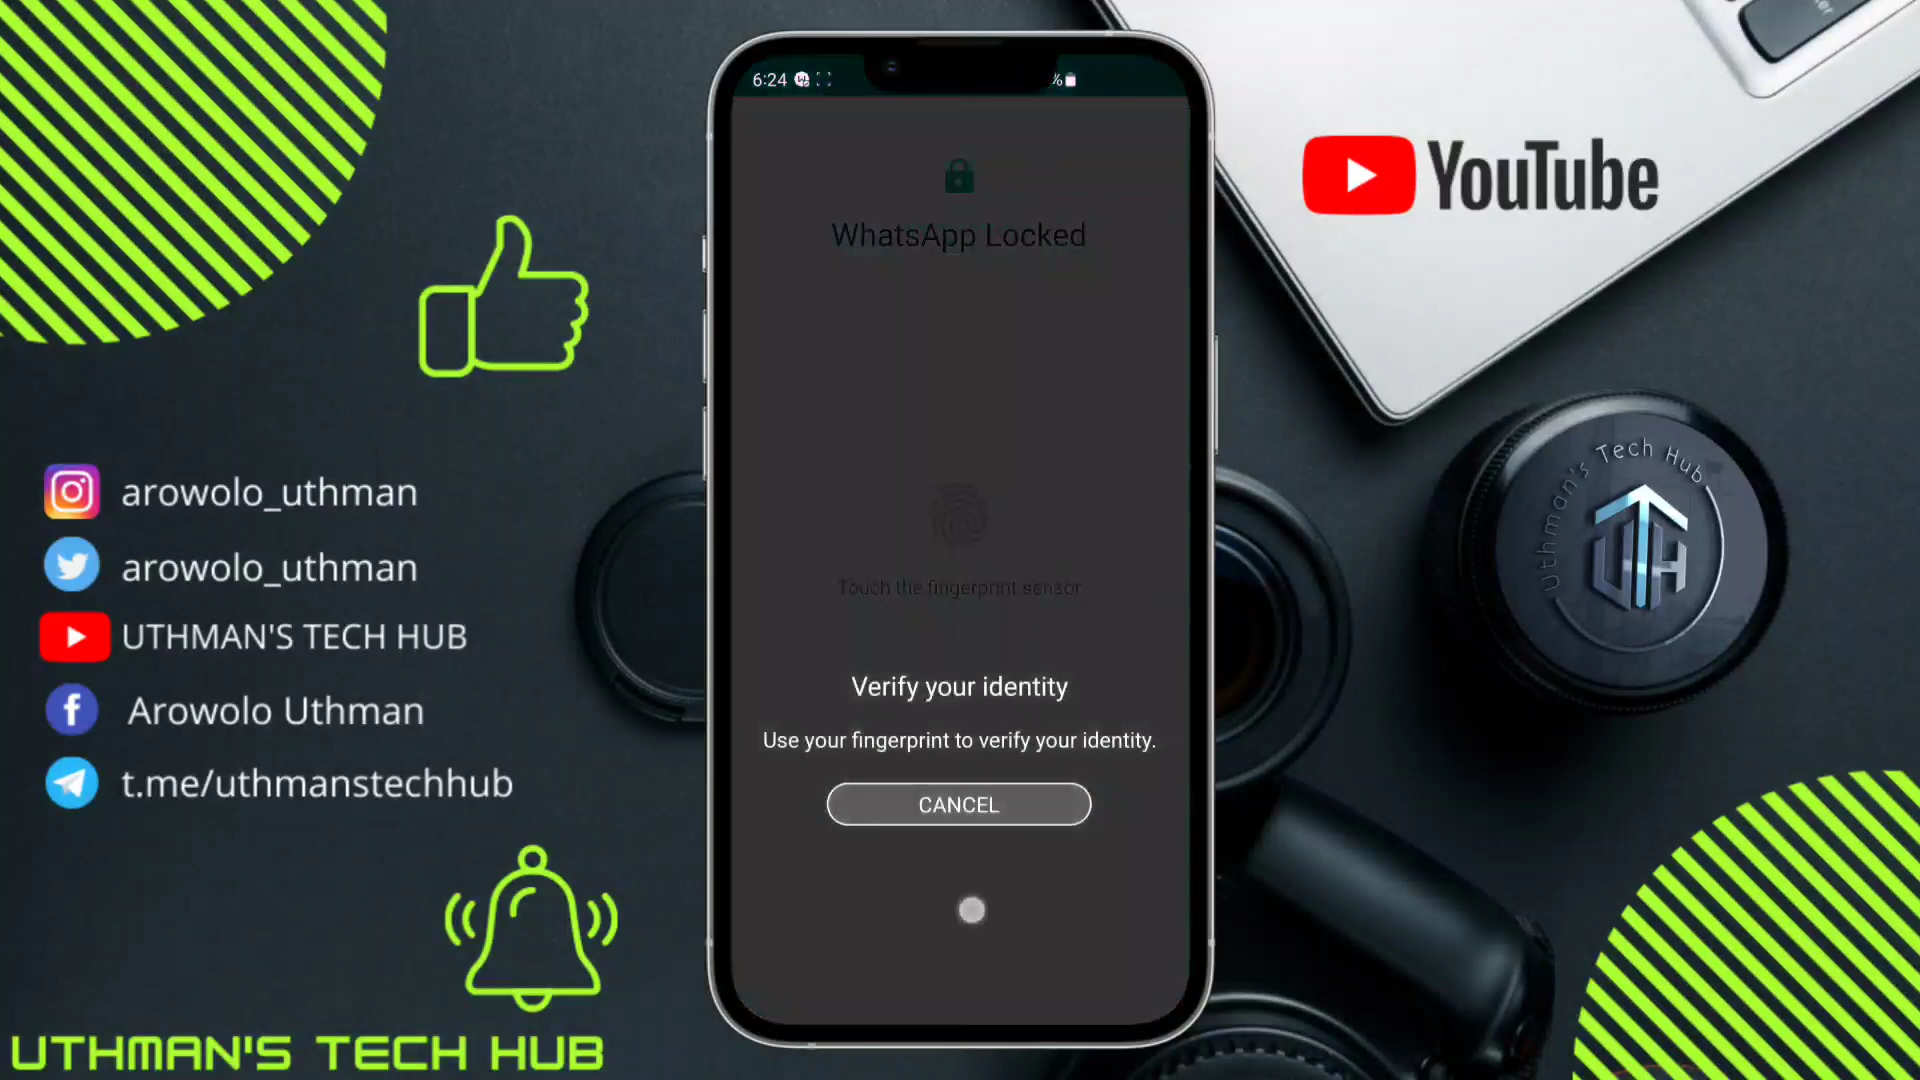 6:24
%
WhatsApp Locked
Touch the fingerprint sensor
Verify your identity
Use your fingerprint to verify your identity.
CANCEL
YouTube
Uthman's Tech Hub
UTH
arowolo_uthman
arowolo_uthman
UTHMAN'S TECH HUB
Arowolo Uthman
t.me/uthmanstechhub
UTHMAN'S TECH HUB